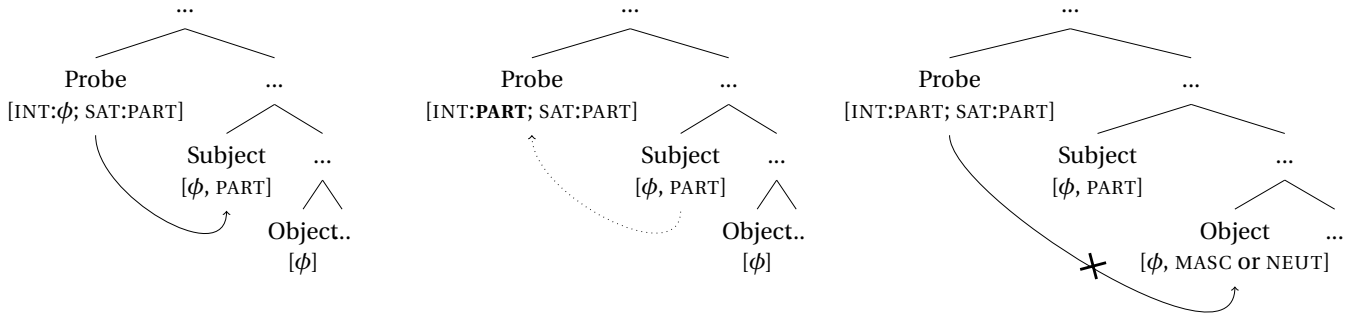 ...
Probe
[INT:ϕ; SAT:PART]
...
Subject
[ϕ, PART]
...
Object
..
[ϕ]
...
Probe
[INT:PART; SAT:PART]
...
Subject
[ϕ, PART]
...
Object
..
[ϕ]
...
Probe
[INT:PART; SAT:PART]
...
Subject
[ϕ, PART]
...
Object
...
[ϕ, MASC or NEUT]